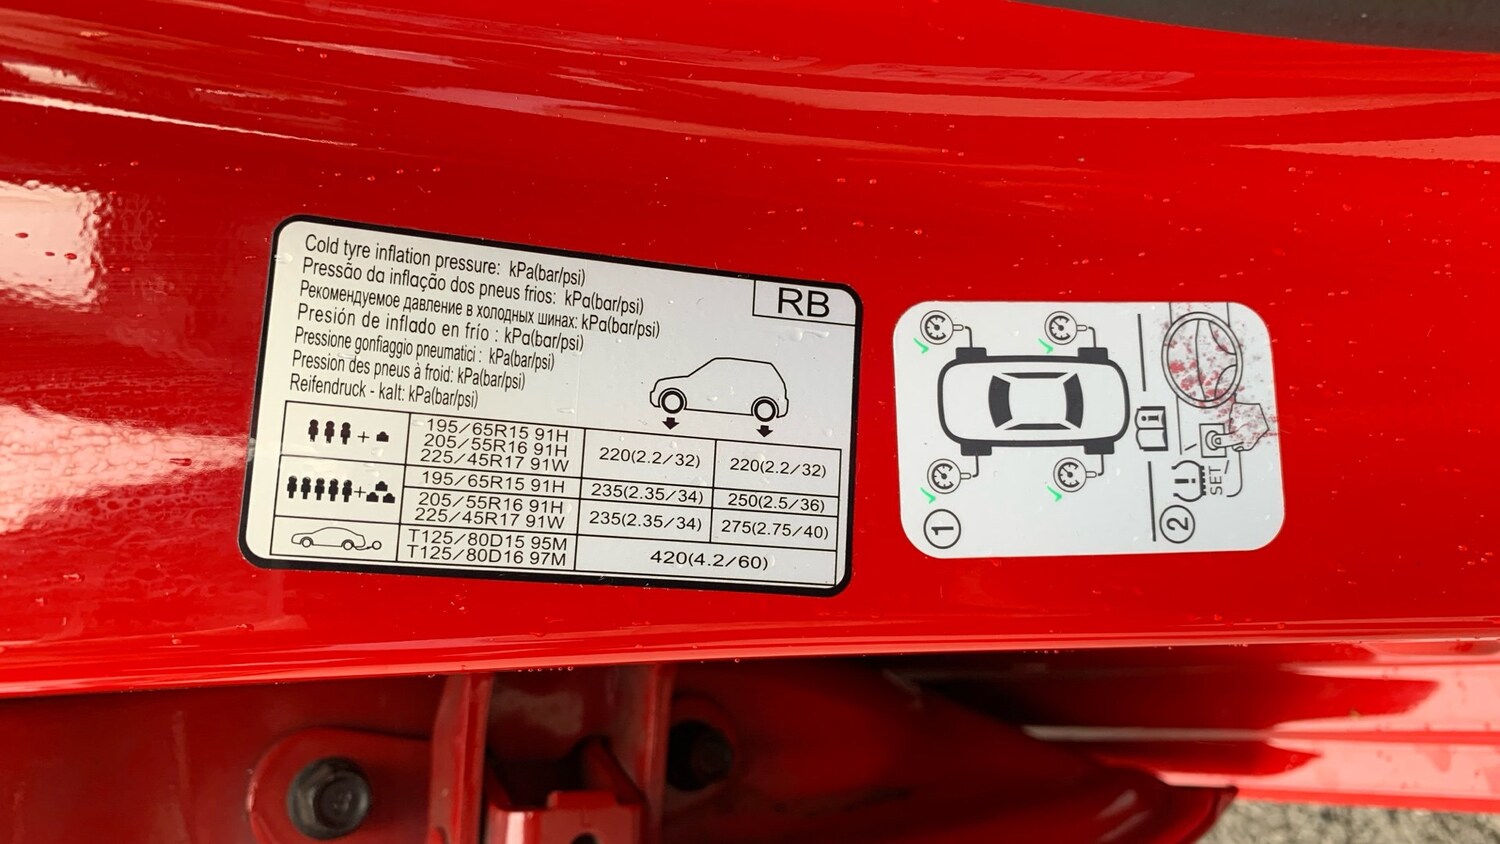 Cold tyre inflation pressure: kPa(bar/psi)
Pressão da inflação dos pneus frios: kPa(bar/psi)
Рекомендуемое давление в холодных шинах: kPa(bar/psi)
Presión de inflado en frío : kPa(bar/psi)
Pressione gonfiaggio pneumatici : kPa(bar/psi)
Pression des pneus à froid: kPa(bar/psi)
Reifendruck - kalt: kPa(bar/psi)
RB
+
195/65R15 91H
205/55R16 91H
225/45R17 91W
220(2.2/32)
220(2.2/32)
+
195/65R15 91H
235(2.35/34)
250(2.5/36)
205/55R16 91H
225/45R17 91W
235(2.35/34)
275(2.75/40)
T125/80D15 95M
T125/80D16 97M
420(4.2/60)
1
2
SET
i